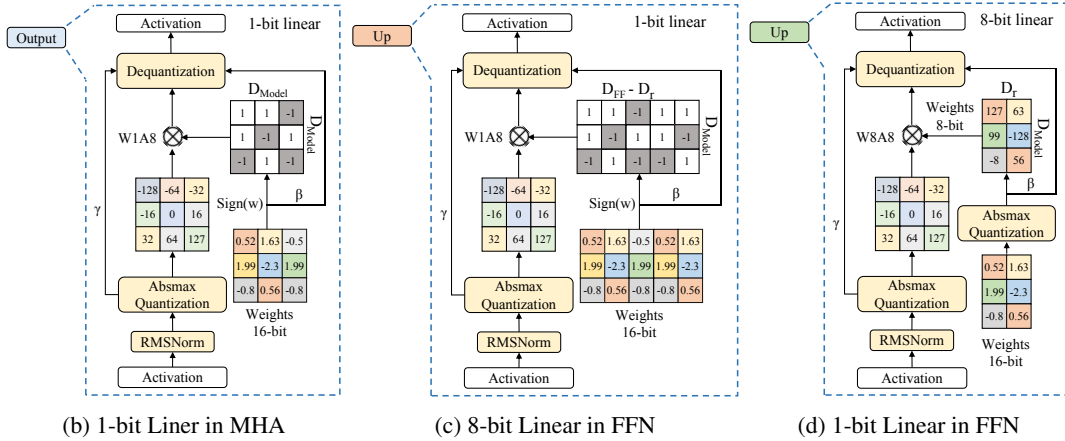 Output
Activation
1-bit linear
Dequantization
D_Model
1 1 -1
1 -1 1
-1 1 -1
D_Model
W1A8
-128 -64 -32
-16 0 16
32 64 127
γ
Sign(w)
β
0.52 1.63 -0.5
1.99 -2.3 1.99
-0.8 0.56 -0.8
Weights
16-bit
Absmax
Quantization
RMSNorm
Activation
(b) 1-bit Liner in MHA
Up
Activation
1-bit linear
Dequantization
D_FF - D_r
1 1 -1 1 1
1 -1 1 1 -1
-1 1 -1 -1 1
D_Model
W1A8
-128 -64 -32
-16 0 16
32 64 127
γ
Sign(w)
β
0.52 1.63 -0.5 0.52 1.63
1.99 -2.3 1.99 1.99 -2.3
-0.8 0.56 -0.8 -0.8 0.56
Weights
16-bit
Absmax
Quantization
RMSNorm
Activation
(c) 8-bit Linear in FFN
Up
Activation
8-bit linear
Dequantization
D_r
Weights
8-bit
127 63
99 -128
-8 56
D_Model
W8A8
-128 -64 -32
-16 0 16
32 64 127
γ
β
Absmax
Quantization
0.52 1.63
1.99 -2.3
-0.8 0.56
Weights
16-bit
Absmax
Quantization
RMSNorm
Activation
(d) 1-bit Linear in FFN